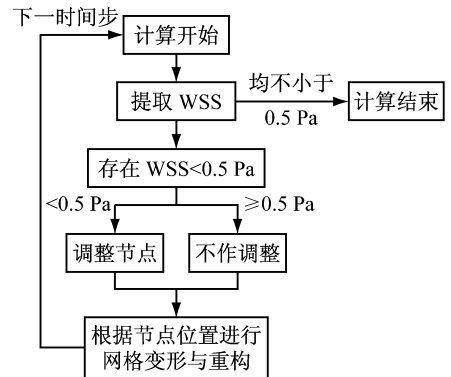 下一时间步
计算开始
提取 WSS
均不小于
0.5 Pa
计算结束
存在 WSS<0.5 Pa
<0.5 Pa
≥0.5 Pa
调整节点
不作调整
根据节点位置进行
网格变形与重构